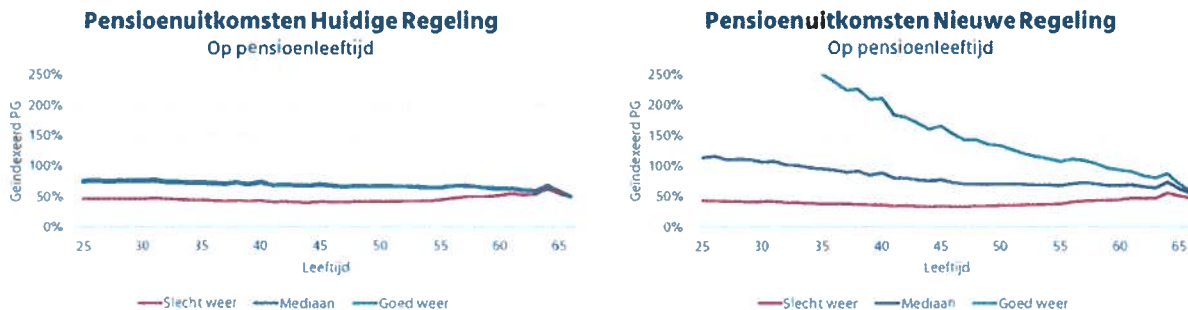 Pensioenuitkomsten Huidige Regeling
Op pensioenleeftijd
250%
200%
150%
100%
50%
0%
Geïndexeerd PG
25 30 35 40 45 50 55 60 65
Leeftijd
Slecht weer Mediaan Goed weer
Pensioenuitkomsten Nieuwe Regeling
Op pensioenleeftijd
250%
200%
150%
100%
50%
0%
Geïndexeerd PG
25 30 35 40 45 50 55 60 65
Leeftijd
Slecht weer Mediaan Goed weer